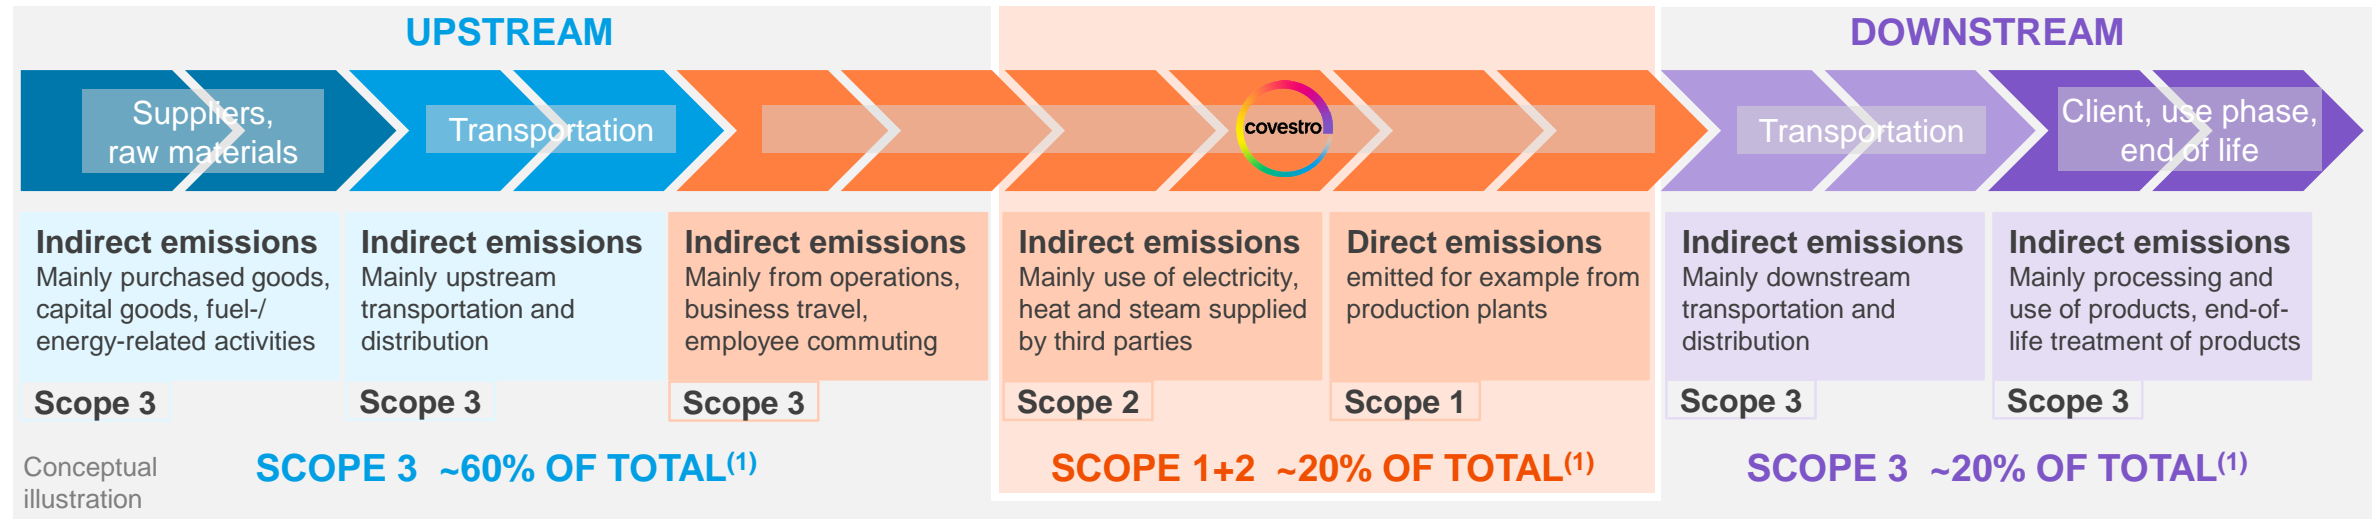 UPSTREAM
DOWNSTREAM
Suppliers,
raw materials
Transportation
covestro
Transportation
Client, use phase,
end of life
Indirect emissions
Mainly purchased goods,
capital goods, fuel-/
energy-related activities
Scope 3
Indirect emissions
Mainly upstream
transportation and
distribution
Scope 3
Indirect emissions
Mainly from operations,
business travel,
employee commuting
Scope 3
Indirect emissions
Mainly use of electricity,
heat and steam supplied
by third parties
Scope 2
Direct emissions
emitted for example from
production plants
Scope 1
Indirect emissions
Mainly downstream
transportation and
distribution
Scope 3
Indirect emissions
Mainly processing and
use of products, end-of-
life treatment of products
Scope 3
Conceptual
illustration
SCOPE 3 ~60% OF TOTAL(1)
SCOPE 1+2 ~20% OF TOTAL(1)
SCOPE 3 ~20% OF TOTAL(1)